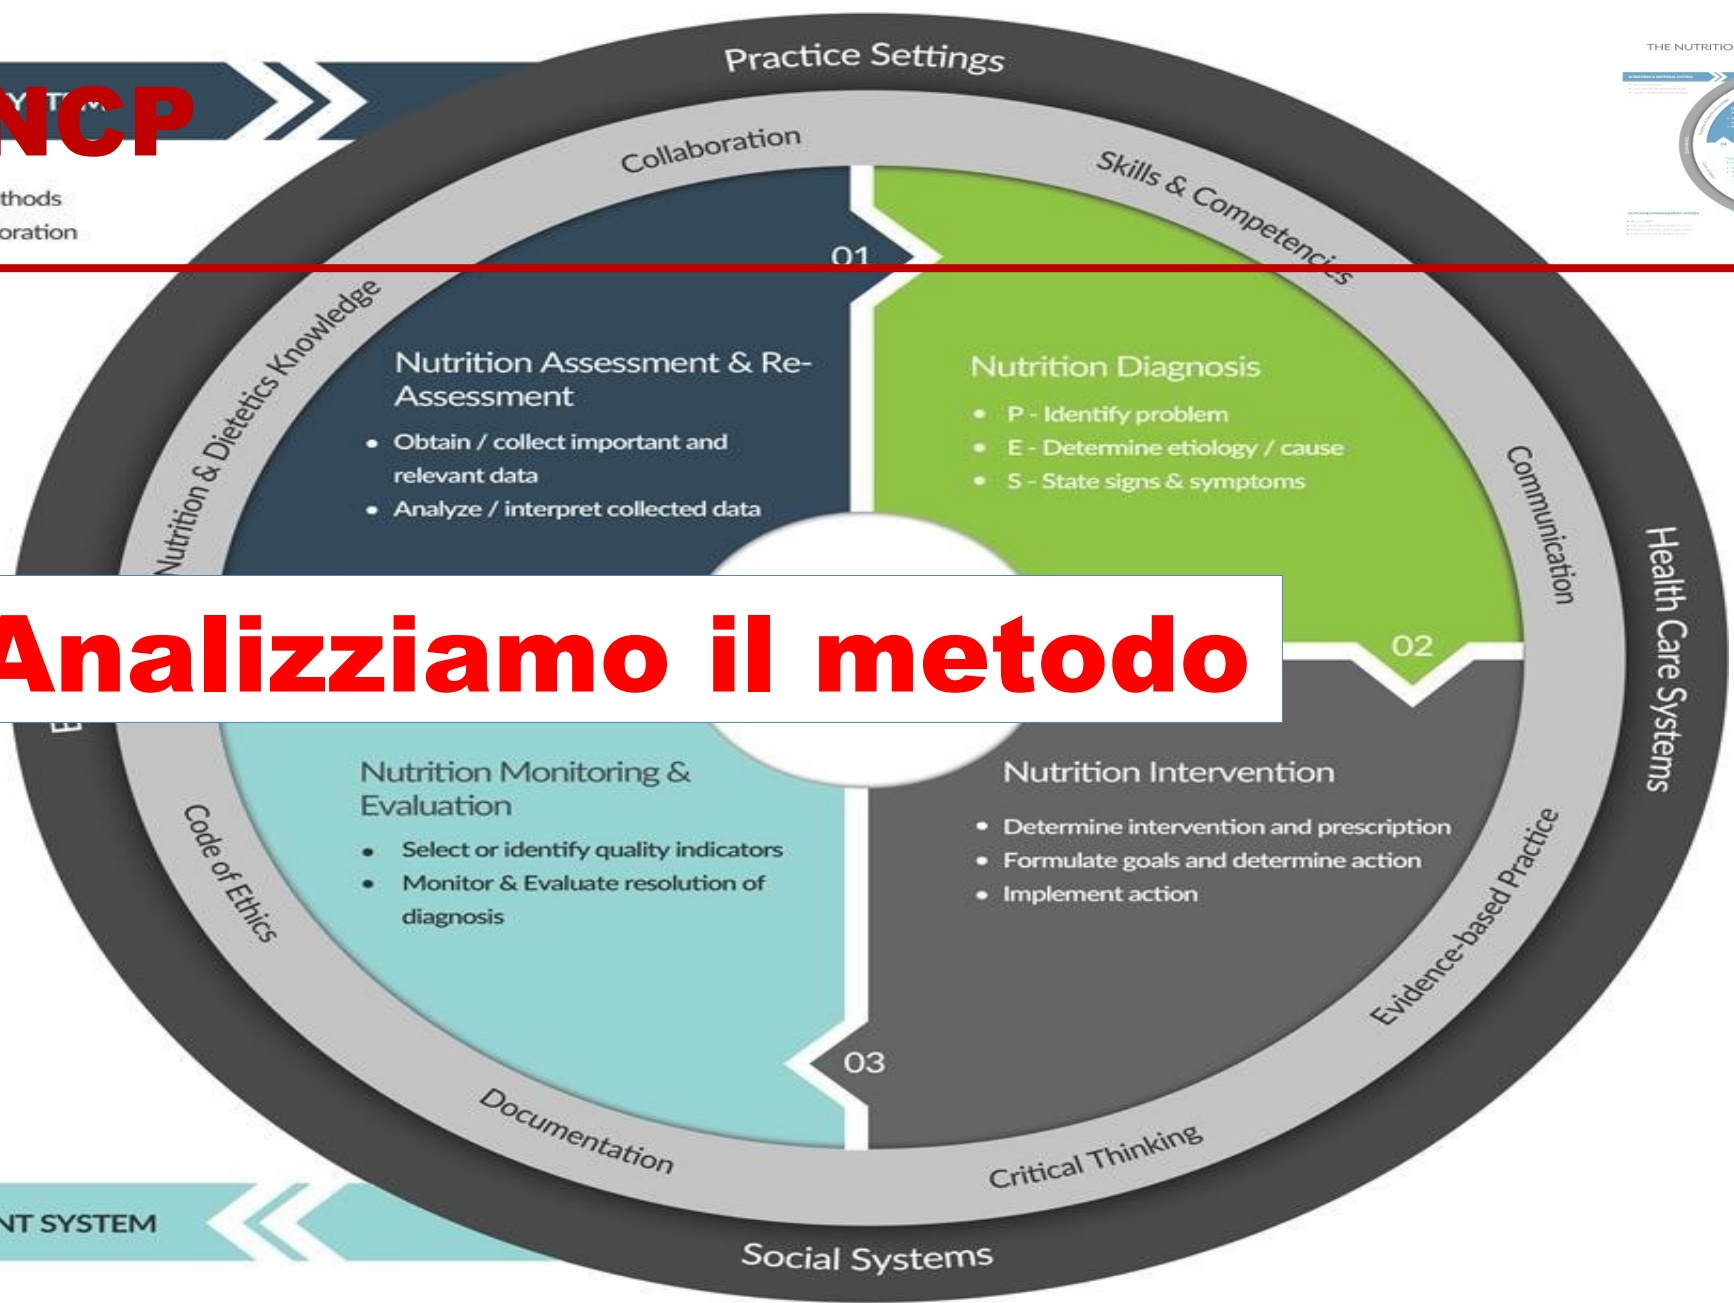 Practice Settings
THE NUTRITIO
NCP
thods
oration
Collaboration
Skills & Competencies
01
Nutrition & Dietetics Knowledge
Nutrition Assessment & Re-
Assessment
• Obtain / collect important and
relevant data
• Analyze / interpret collected data
Nutrition Diagnosis
• P - Identify problem
• E - Determine etiology / cause
• S - State signs & symptoms
Communication
Health Care Systems
Analizziamo il metodo
02
Nutrition Monitoring &
Evaluation
• Select or identify quality indicators
• Monitor & Evaluate resolution of
diagnosis
Nutrition Intervention
• Determine intervention and prescription
• Formulate goals and determine action
• Implement action
Code of Ethics
Evidence-based Practice
03
Documentation
Critical Thinking
NT SYSTEM
Social Systems